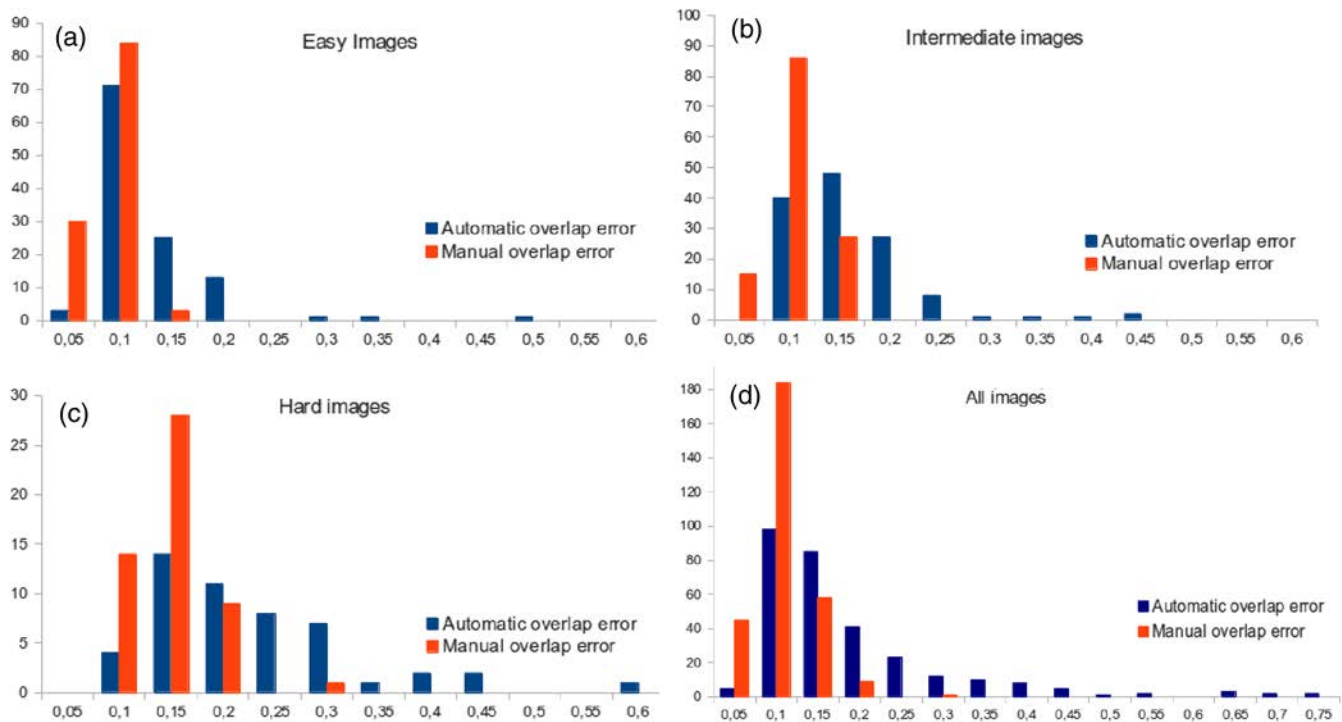 (a)
Easy Images
90
80
70
60
50
40
30
20
10
0
Automatic overlap error
Manual overlap error
0,05 0,1 0,15 0,2 0,25 0,3 0,35 0,4 0,45 0,5 0,55 0,6
(b)
Intermediate images
100
90
80
70
60
50
40
30
20
10
0
Automatic overlap error
Manual overlap error
0,05 0,1 0,15 0,2 0,25 0,3 0,35 0,4 0,45 0,5 0,55 0,6
(c)
Hard images
30
25
20
15
10
5
0
Automatic overlap error
Manual overlap error
0,05 0,1 0,15 0,2 0,25 0,3 0,35 0,4 0,45 0,5 0,55 0,6
(d)
All images
180
160
140
120
100
80
60
40
20
0
Automatic overlap error
Manual overlap error
0,05 0,1 0,15 0,2 0,25 0,3 0,35 0,4 0,45 0,5 0,55 0,6 0,65 0,7 0,75